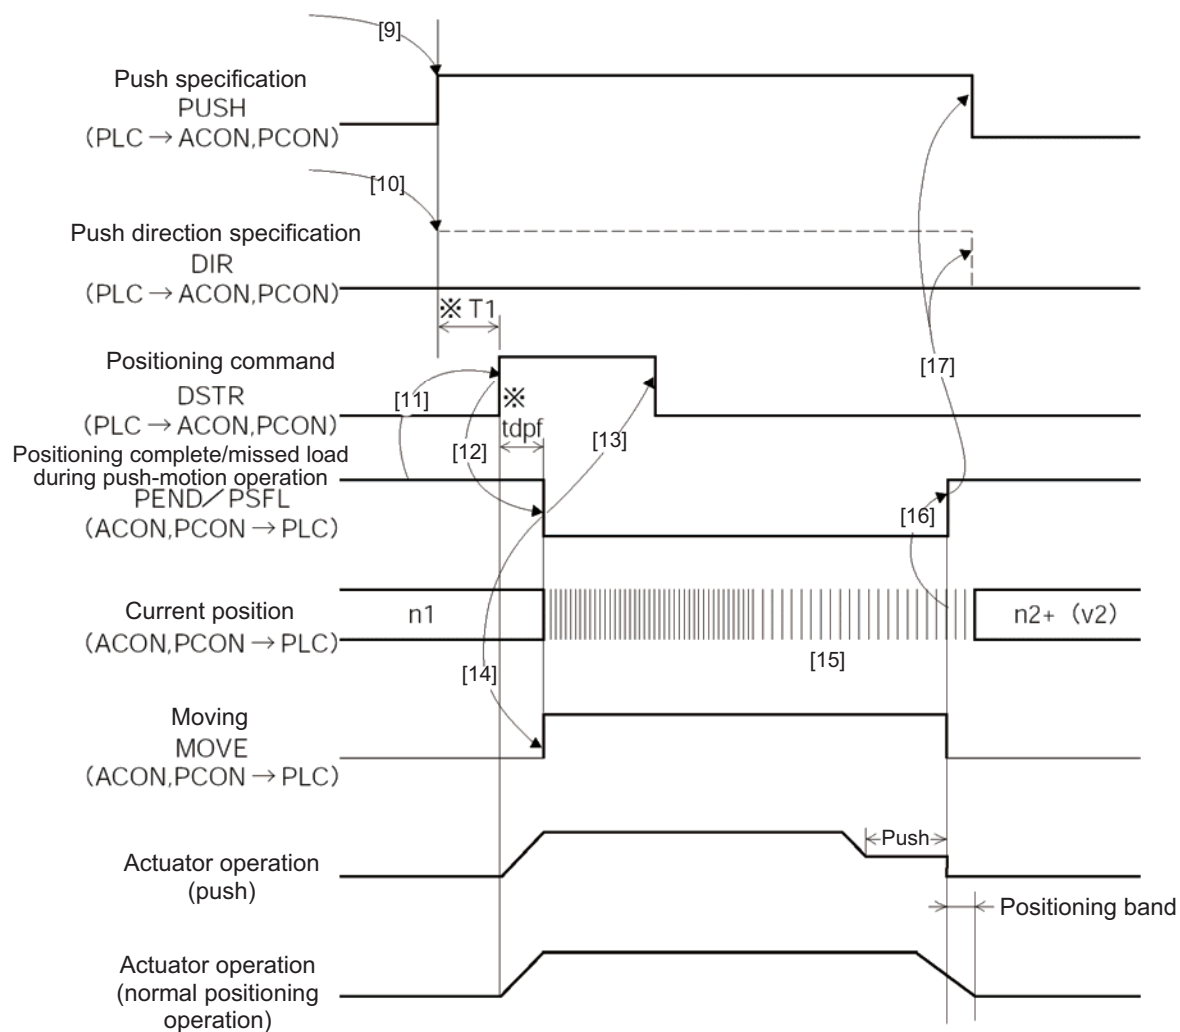 [9]
Push specification
PUSH
(PLC → ACON,PCON)
[10]
Push direction specification
DIR
(PLC → ACON,PCON)
※ T1
Positioning command
DSTR
(PLC → ACON,PCON)
[11]
※
tdpf
[12]
[13]
[17]
Positioning complete/missed load
during push-motion operation
PEND/PSFL
(ACON,PCON → PLC)
[16]
Current position
(ACON,PCON → PLC)
n1
n2+ (v2)
[15]
[14]
Moving
MOVE
(ACON,PCON → PLC)
Actuator operation
(push)
Push
Positioning band
Actuator operation
(normal positioning
operation)